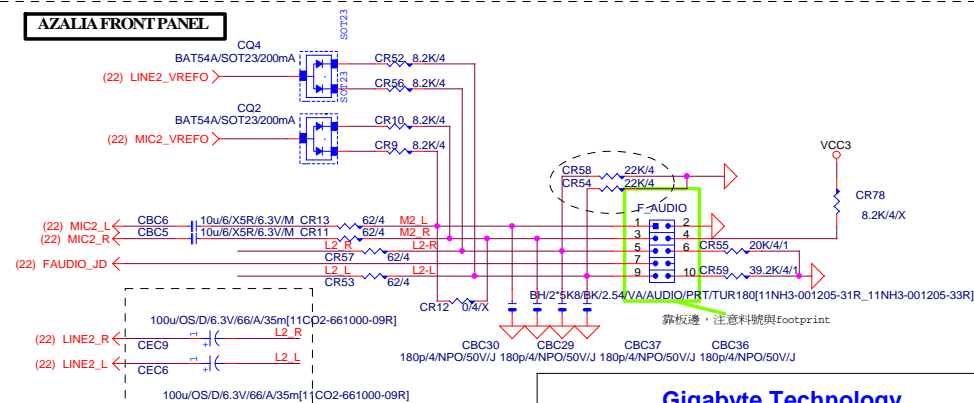 AZALIA FRONT PANEL
SOT23
CQ4
BAT54A/SOT23/200mA
CR52 8.2K/4
(22) LINE2_VREFO
SOT23
CR56 8.2K/4
CQ2
BAT54A/SOT23/200mA
CR10 8.2K/4
(22) MIC2_VREFO
CR9 8.2K/4
VCC3
CR58 22K/4
CR54 22K/4
CR78
8.2K/4/X
F_AUDIO
(22) MIC2_L CBC6 10u/6/X5R/6.3V/M CR13 62/4 M2_L
1 2
(22) MIC2_R CBC5 10u/6/X5R/6.3V/M CR11 62/4 M2_R
3 4
L2_R L2-R
5 6 CR55 20K/4/1
CR57 62/4
(22) FAUDIO_JD
7 8
L2_L L2-L
9 10 CR59 39.2K/4/1
CR53 62/4
CR12 0/4/X
BH/2*5K8/BK/2.54/VA/AUDIO/PRT/TUR180[11NH3-001205-31R_11NH3-001205-33R]
靠板邊，注意料號與footprint
100u/OS/D/6.3V/66/A/35m[11CO2-661000-09R]
(22) LINE2_R CEC9 1 + L2_R
(22) LINE2_L CEC6 1 + L2_L
100u/OS/D/6.3V/66/A/35m[11CO2-661000-09R]
CBC30 CBC29 CBC37 CBC36
180p/4/NPO/50V/J 180p/4/NPO/50V/J 180p/4/NPO/50V/J 180p/4/NPO/50V/J
Gigabyte Technology